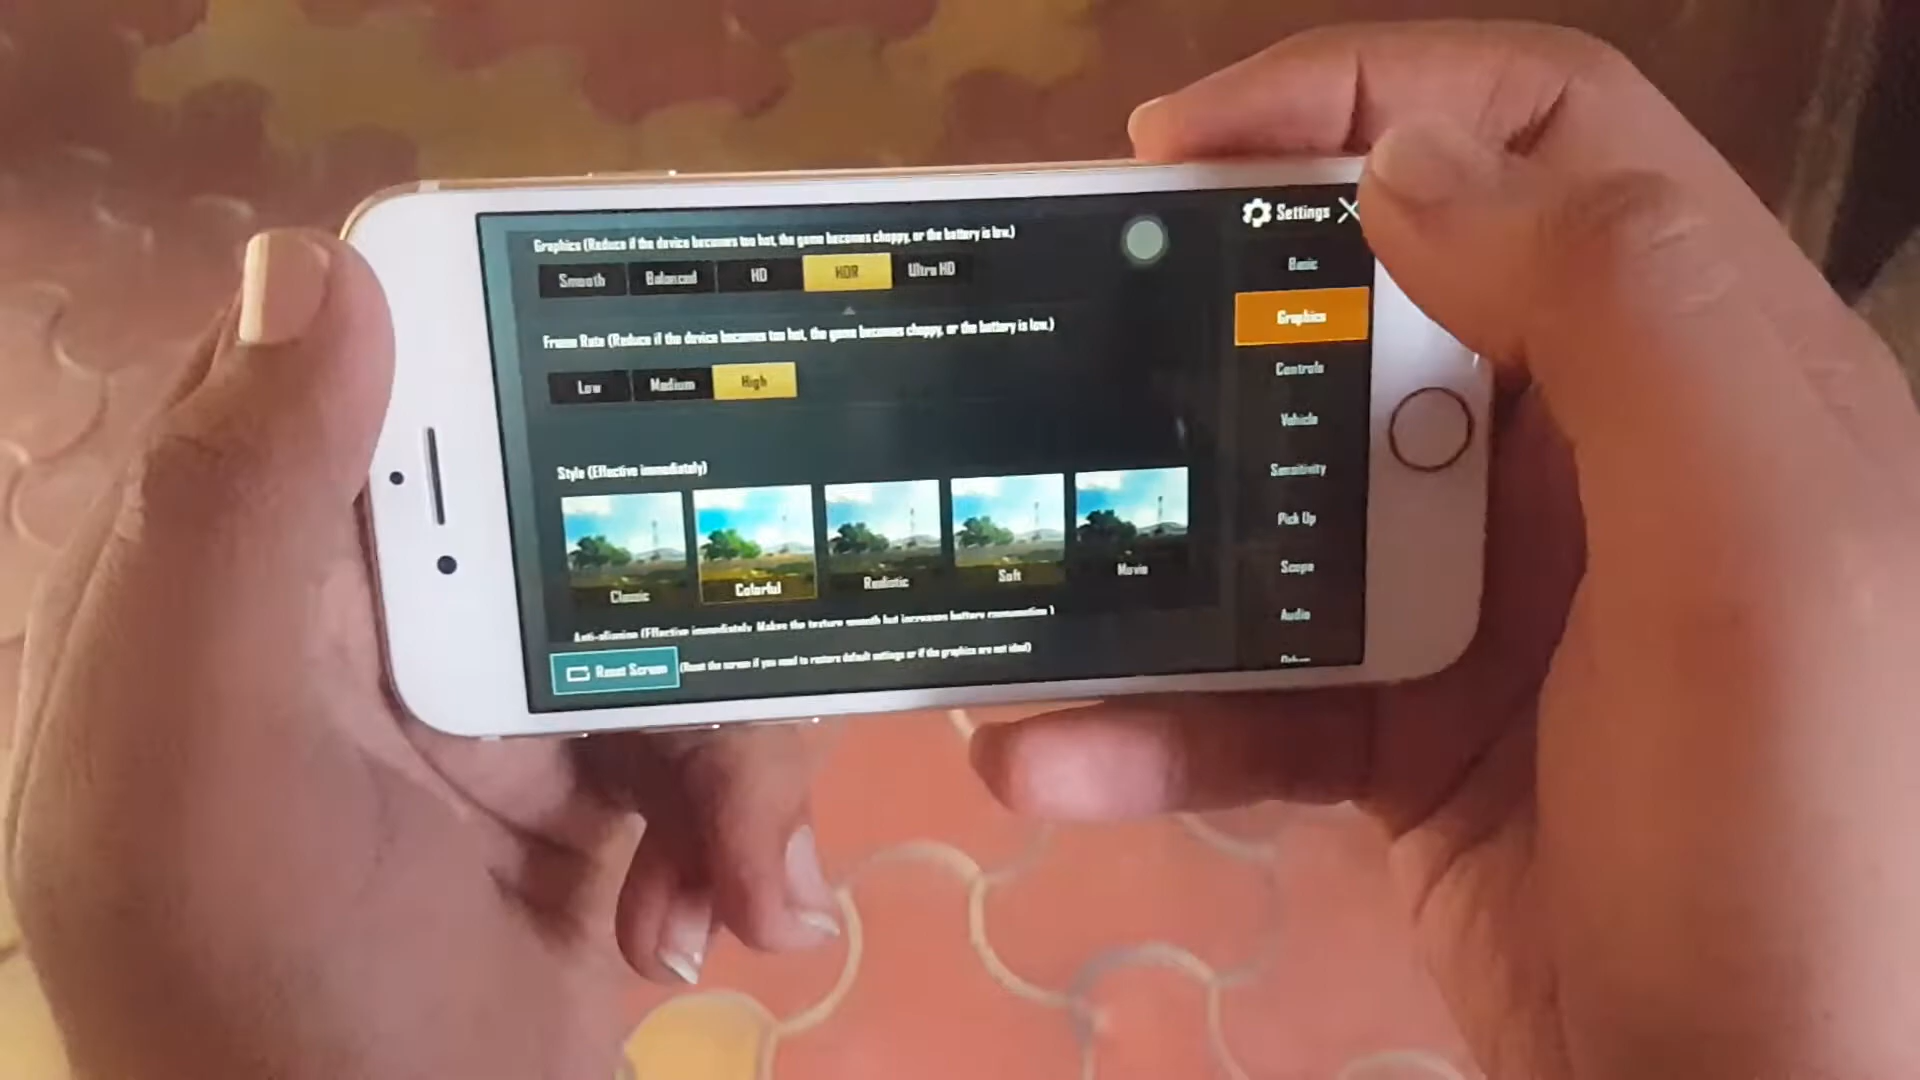 Settings
Graphics (Reduce if the device becomes too hot, the game becomes choppy, or the battery is low.)
Smooth Balanced HD HDR Ultra HD
Frame Rate (Reduce if the device becomes too hot, the game becomes choppy, or the battery is low.)
Low Medium High
Style (Effective immediately)
Classic Colorful Realistic Soft Movie
Anti-aliasing (Effective immediately. Makes the texture smooth but increases battery consumption.)
Reset Screen (Reset the screen if you need to restore default settings or if the graphics are not ideal)
Basic
Graphics
Controls
Vehicle
Sensitivity
Pick Up
Scope
Audio
Other